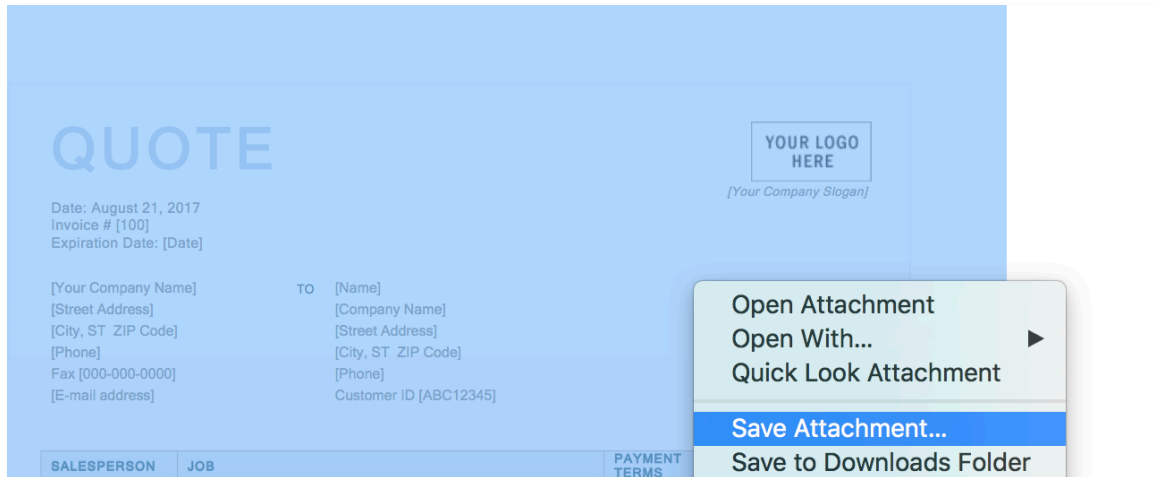 QUOTE
YOUR LOGO
HERE
[Your Company Slogan]
Date: August 21, 2017
Invoice # [100]
Expiration Date: [Date]
[Your Company Name]
[Street Address]
[City, ST  ZIP Code]
[Phone]
Fax [000-000-0000]
[E-mail address]
TO
[Name]
[Company Name]
[Street Address]
[City, ST  ZIP Code]
[Phone]
Customer ID [ABC12345]
Open Attachment
Open With...
Quick Look Attachment
Save Attachment...
Save to Downloads Folder
SALESPERSON
JOB
PAYMENT
TERMS